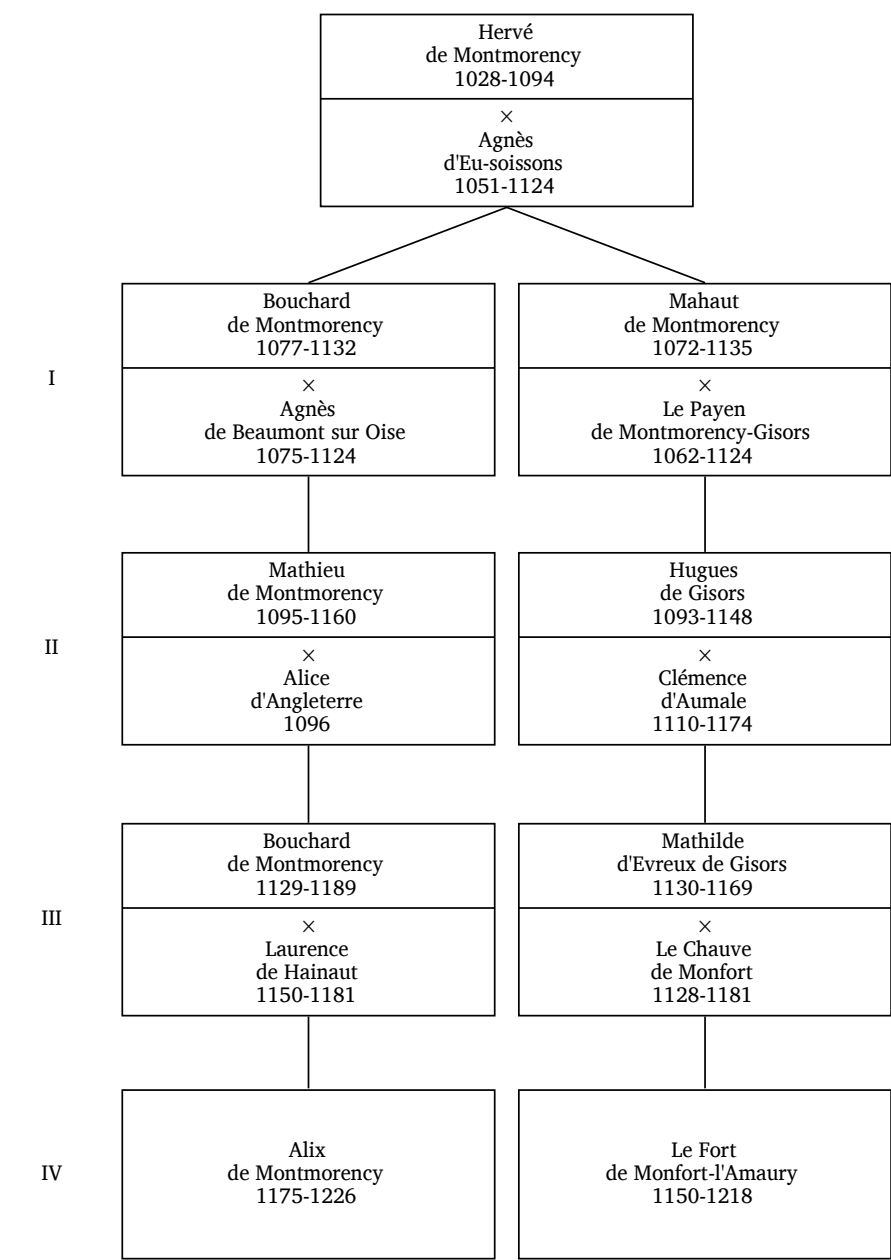 Hervé
de Montmorency
1028-1094
×
Agnès
d'Eu-soissons
1051-1124
I
Bouchard
de Montmorency
1077-1132
×
Agnès
de Beaumont sur Oise
1075-1124
Mahaut
de Montmorency
1072-1135
×
Le Payen
de Montmorency-Gisors
1062-1124
II
Mathieu
de Montmorency
1095-1160
×
Alice
d'Angleterre
1096
Hugues
de Gisors
1093-1148
×
Clémence
d'Aumale
1110-1174
III
Bouchard
de Montmorency
1129-1189
×
Laurence
de Hainaut
1150-1181
Mathilde
d'Evreux de Gisors
1130-1169
×
Le Chauve
de Monfort
1128-1181
IV
Alix
de Montmorency
1175-1226
Le Fort
de Monfort-l'Amaury
1150-1218